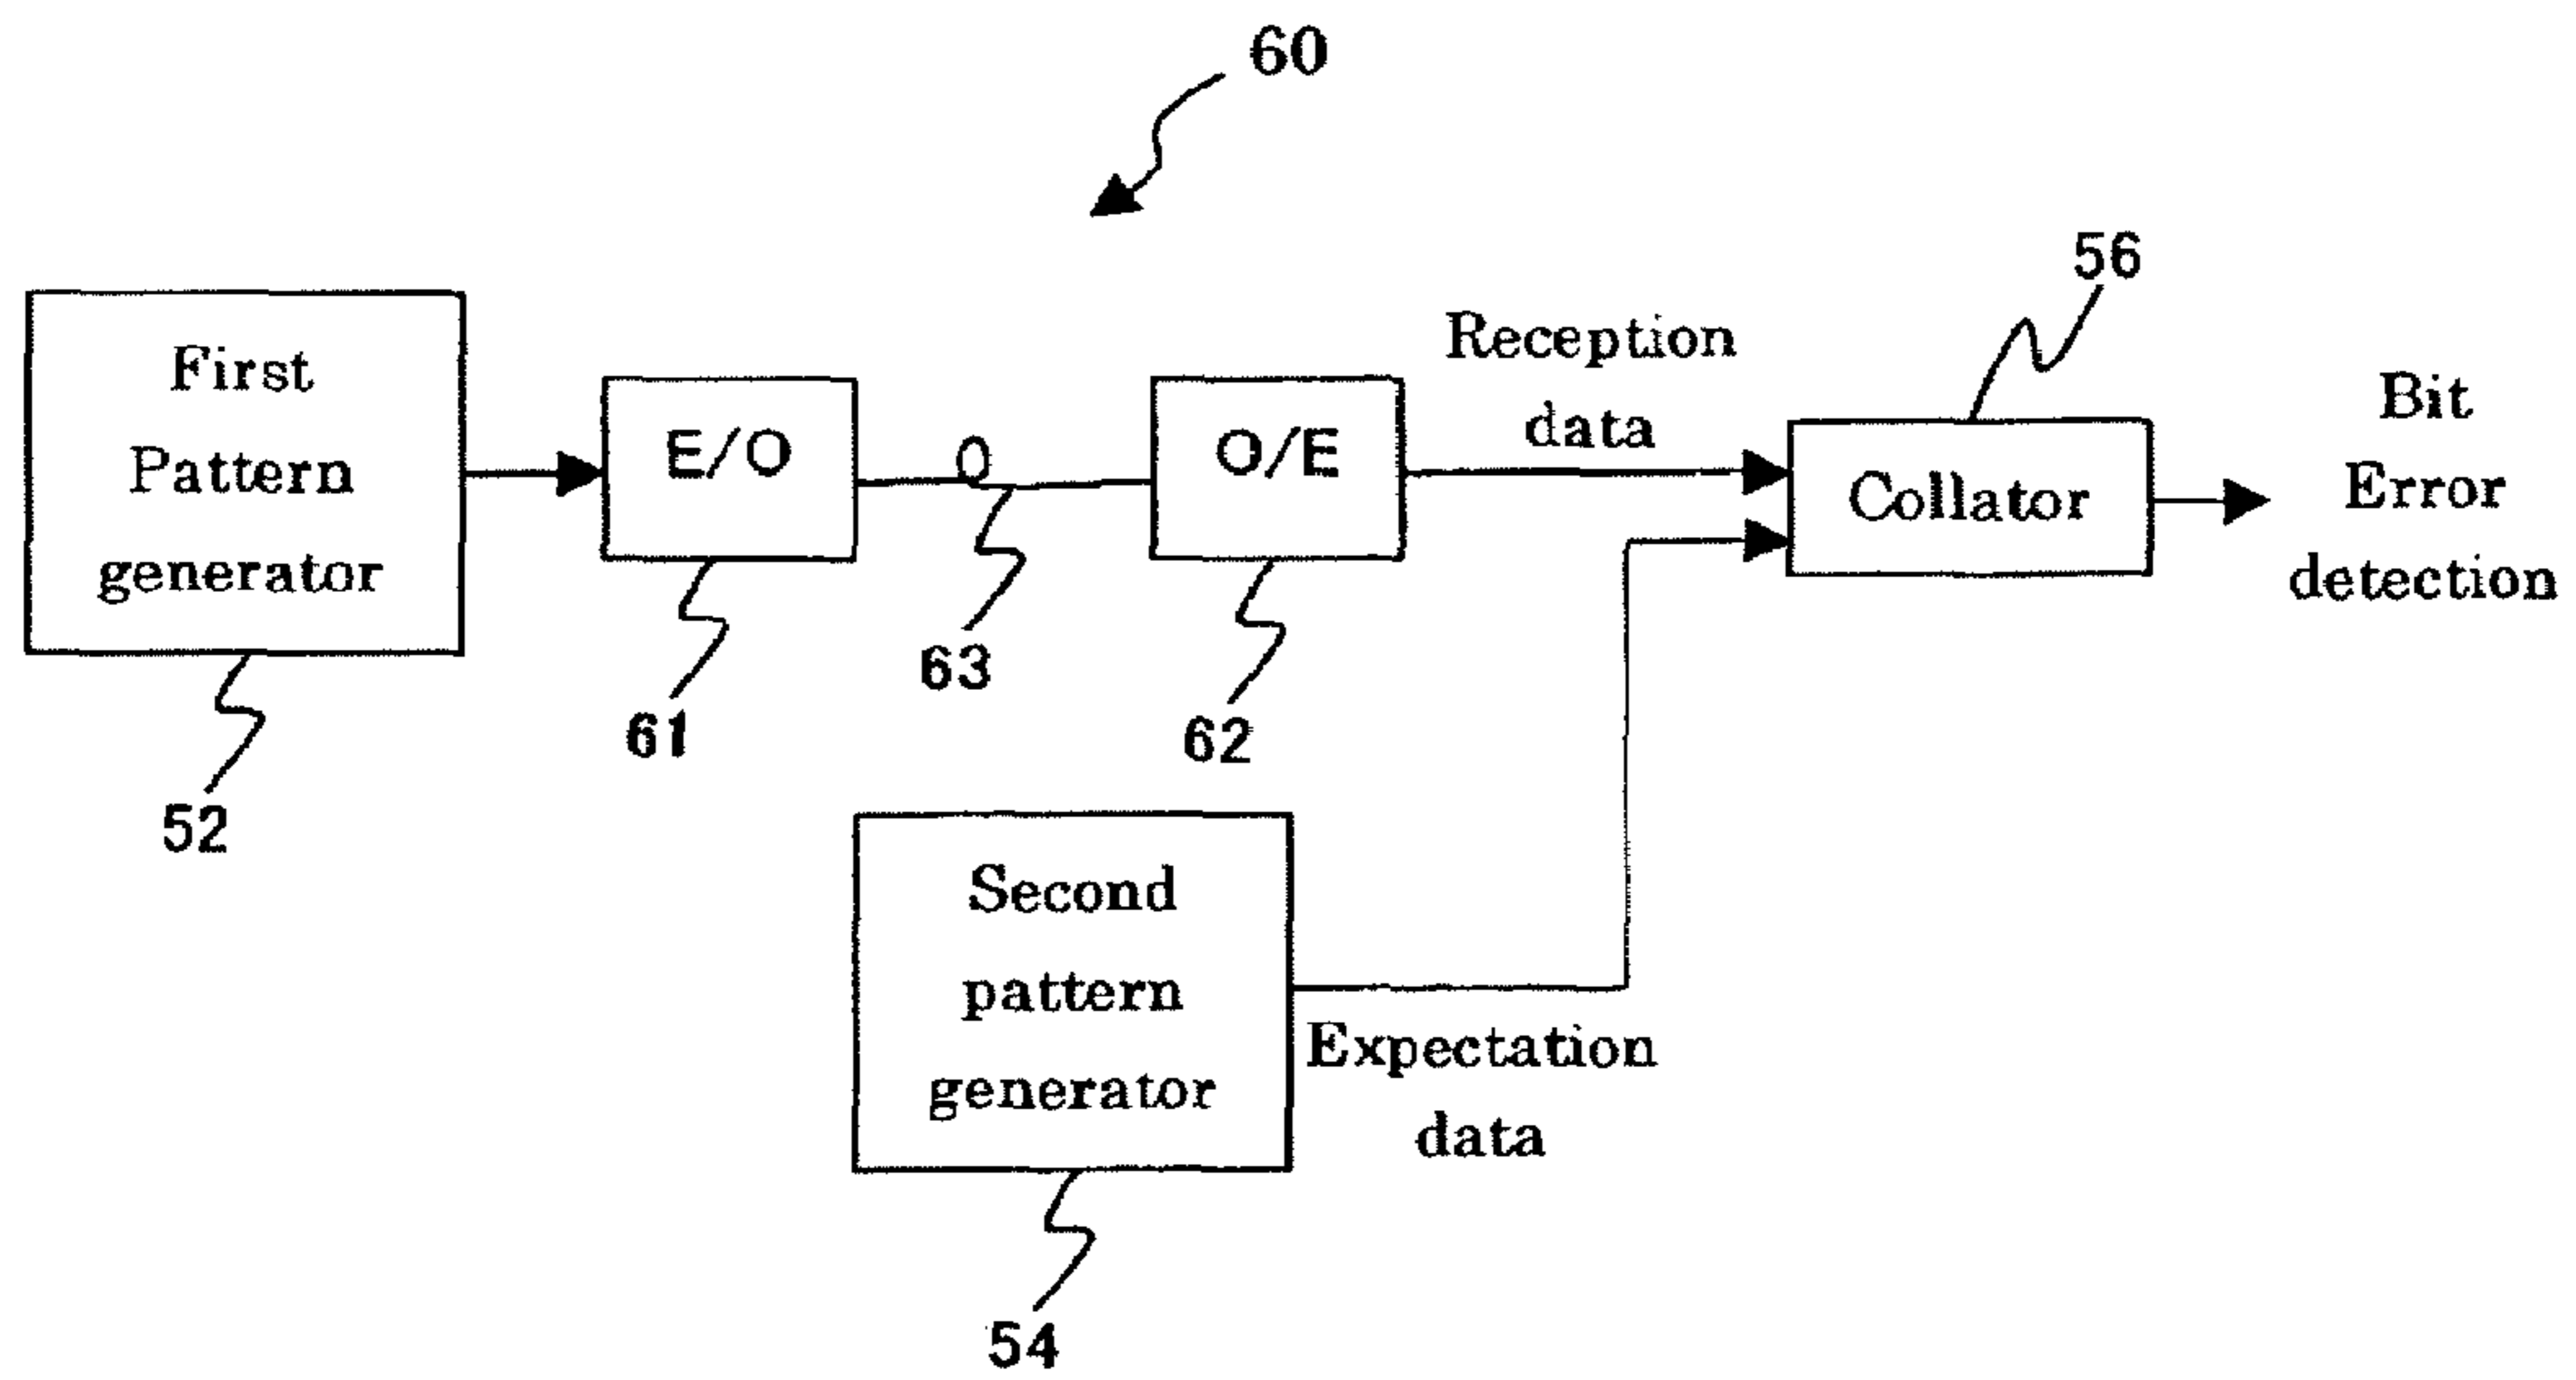 60
56
First
Pattern
generator
E/O
O/E
Reception
data
Collator
Bit
Error
detection
52
61
63
62
Second
pattern
generator
Expectation
data
54